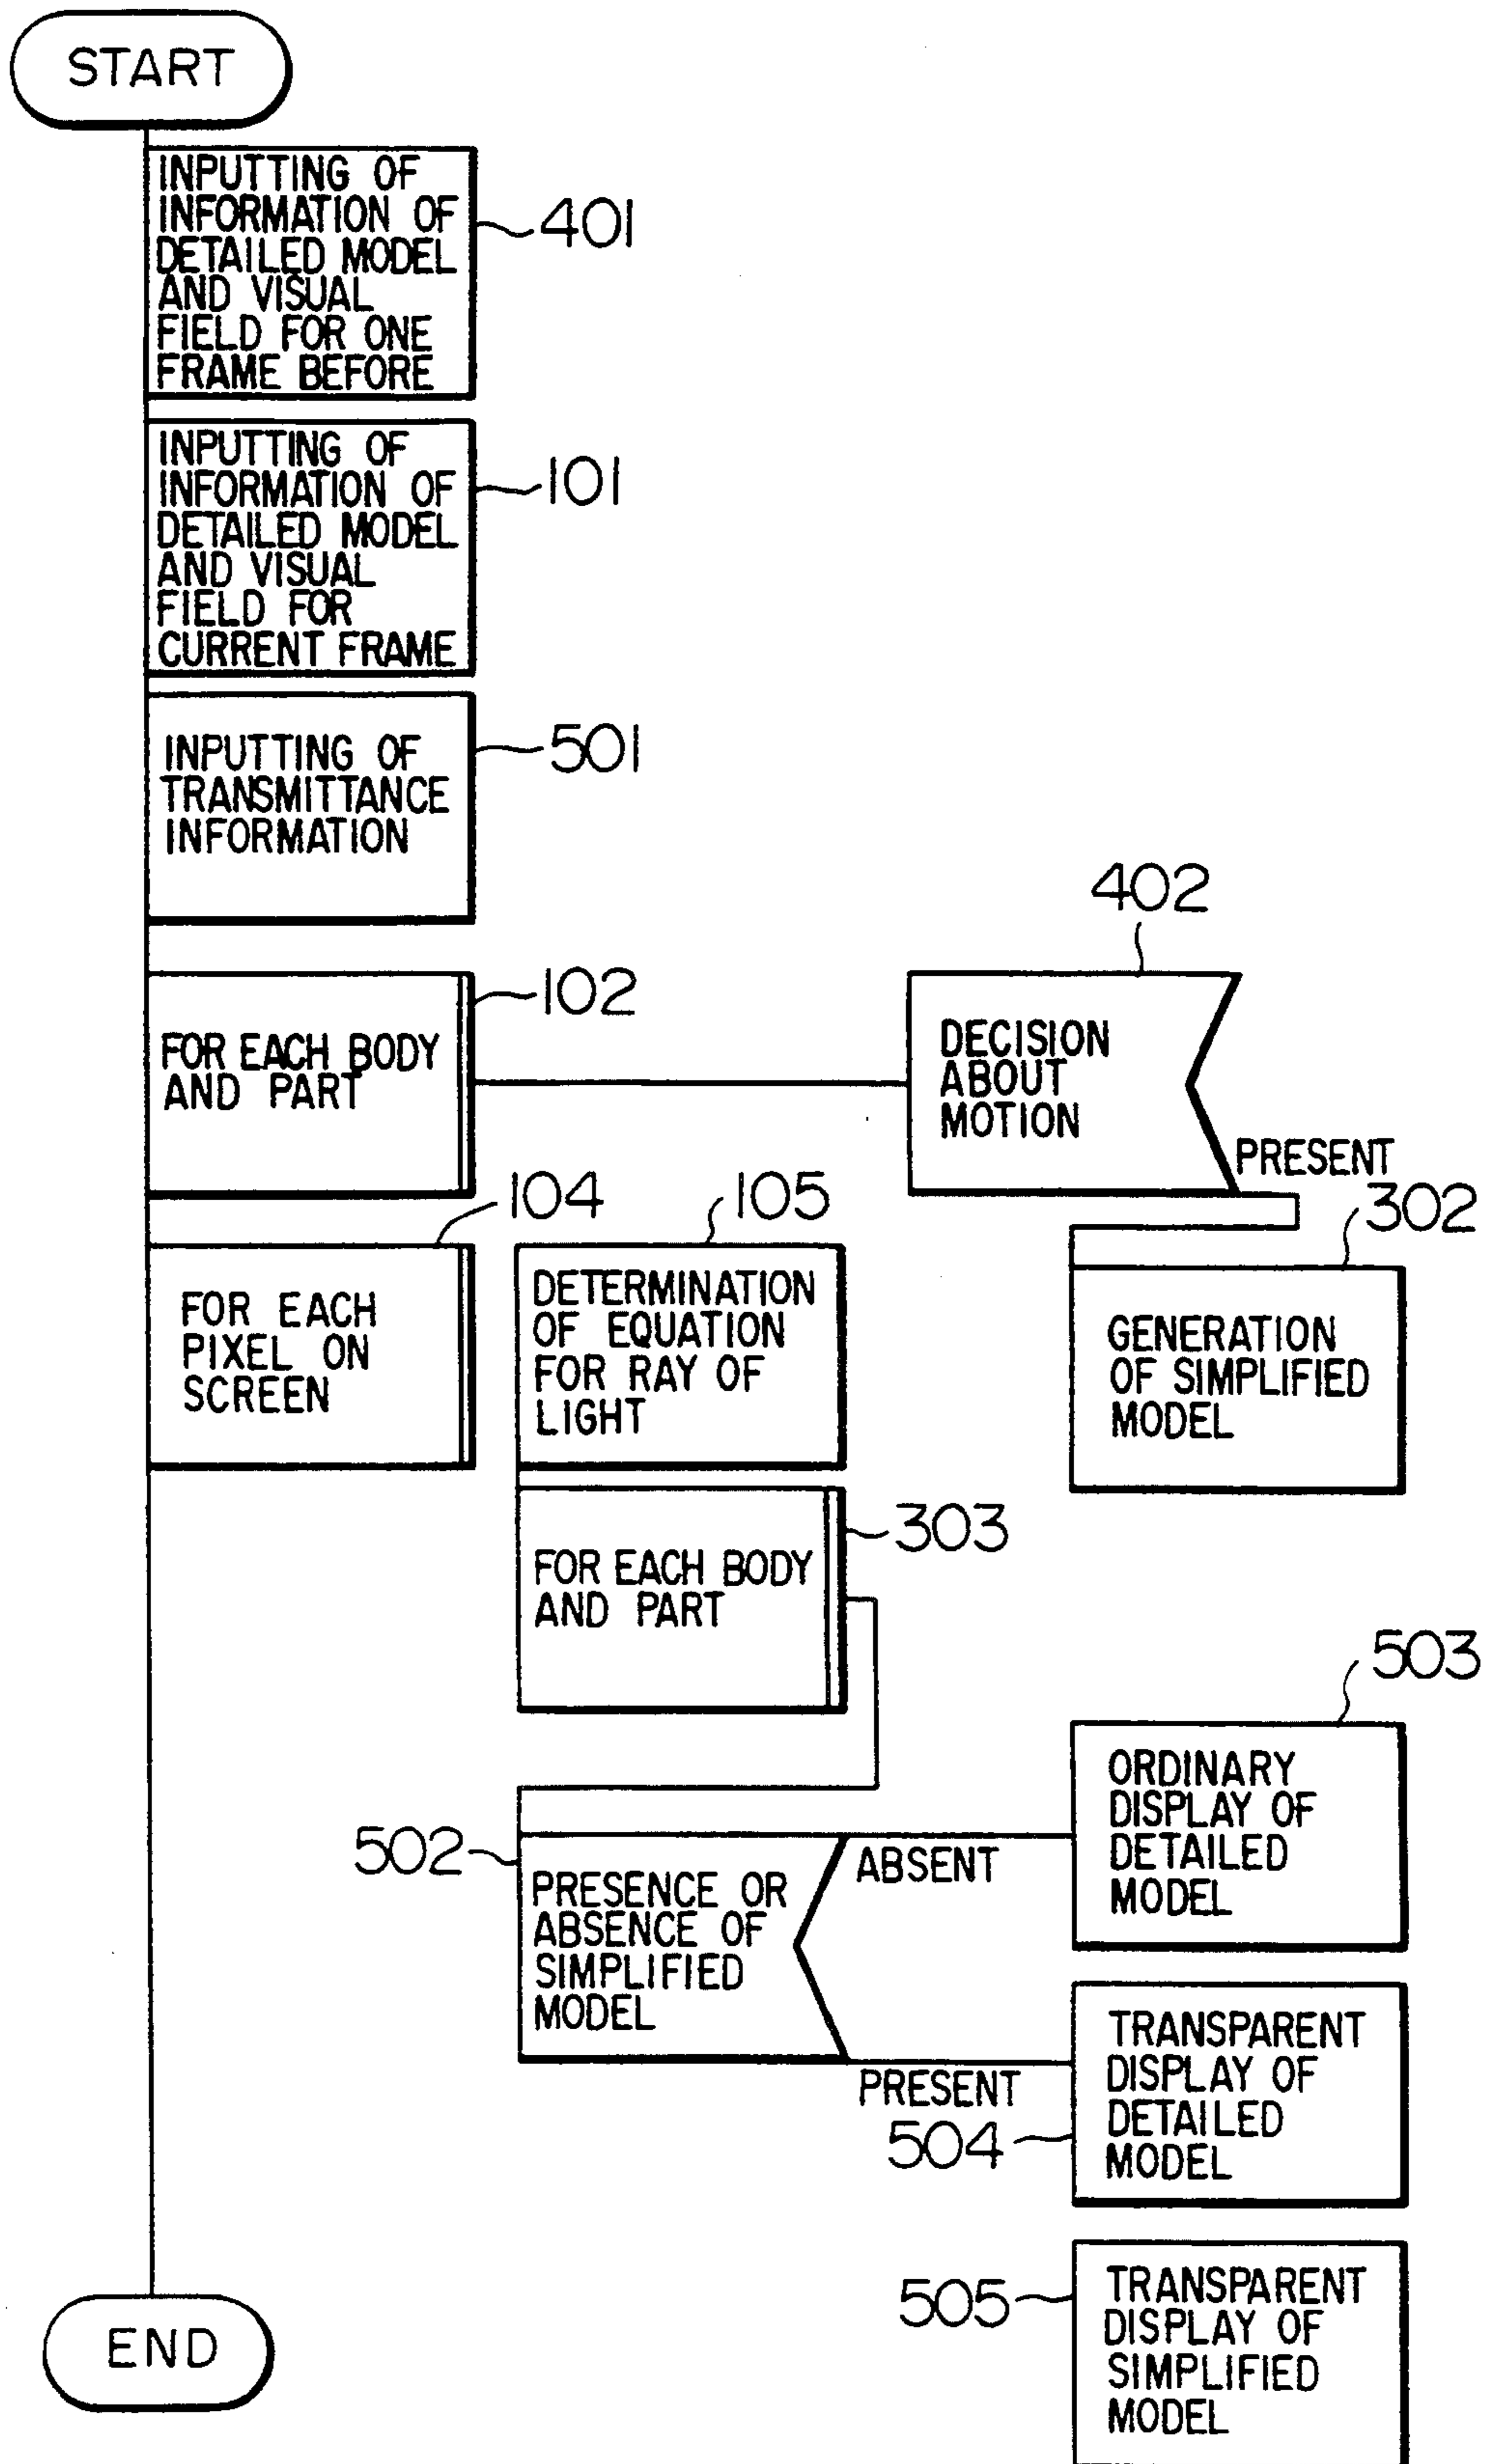 START
INPUTTING OF
INFORMATION OF
DETAILED MODEL
AND VISUAL
FIELD FOR ONE
FRAME BEFORE
401
INPUTTING OF
INFORMATION OF
DETAILED MODEL
AND VISUAL
FIELD FOR
CURRENT FRAME
101
INPUTTING OF
TRANSMITTANCE
INFORMATION
501
FOR EACH BODY
AND PART
102
402
DECISION
ABOUT
MOTION
PRESENT
302
GENERATION
OF SIMPLIFIED
MODEL
104
FOR EACH
PIXEL ON
SCREEN
105
DETERMINATION
OF EQUATION
FOR RAY OF
LIGHT
303
FOR EACH BODY
AND PART
502
PRESENCE OR
ABSENCE OF
SIMPLIFIED
MODEL
ABSENT
503
ORDINARY
DISPLAY OF
DETAILED
MODEL
PRESENT
504
TRANSPARENT
DISPLAY OF
DETAILED
MODEL
505
TRANSPARENT
DISPLAY OF
SIMPLIFIED
MODEL
END